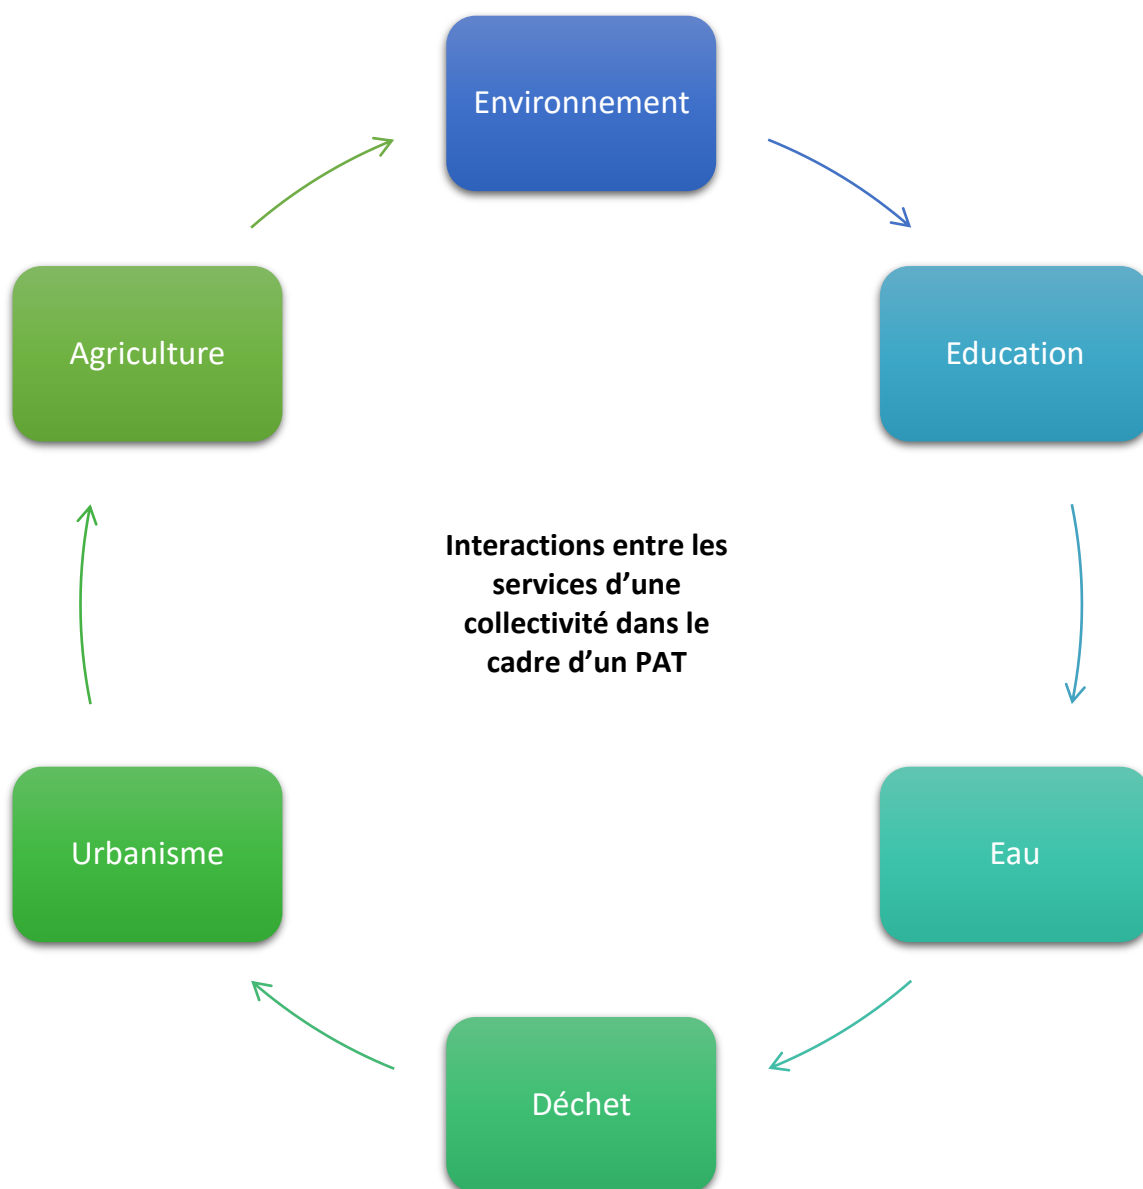 Environnement
Agriculture
Education
Interactions entre les
services d’une
collectivité dans le
cadre d’un PAT
Urbanisme
Eau
Déchet